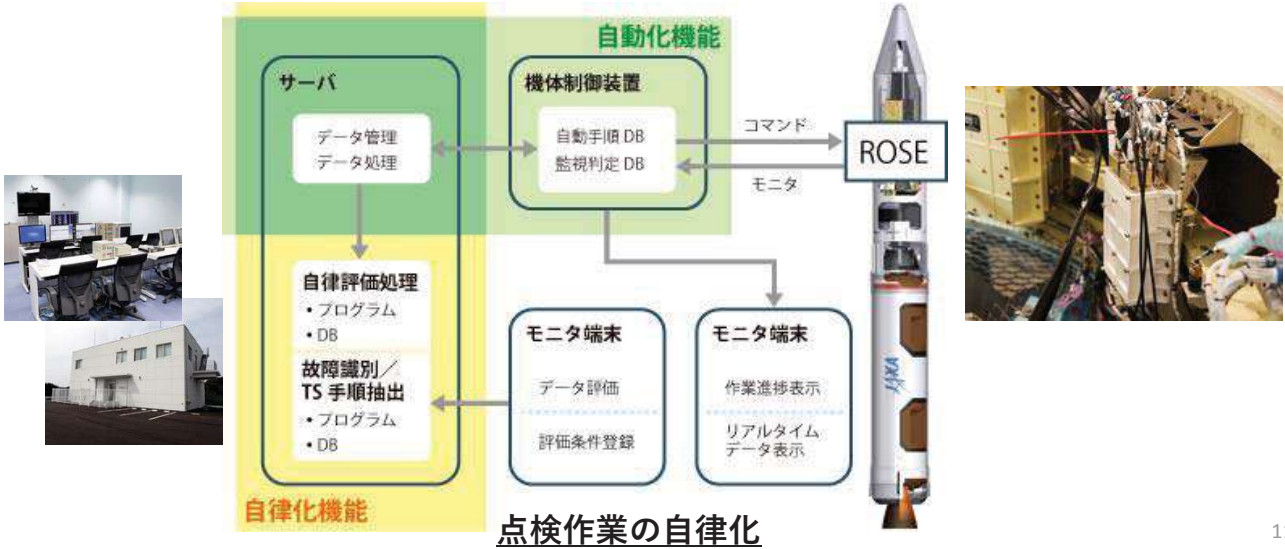 自動化機能
サーバ
データ管理
データ処理
機体制御装置
自動手順 DB
監視判定 DB
コマンド
モニタ
ROSE
自律評価処理
• プログラム
• DB
故障識別/
TS 手順抽出
• プログラム
• DB
モニタ端末
データ評価
評価条件登録
モニタ端末
作業進捗表示
リアルタイム
データ表示
JAXA
自律化機能
点検作業の自律化
1